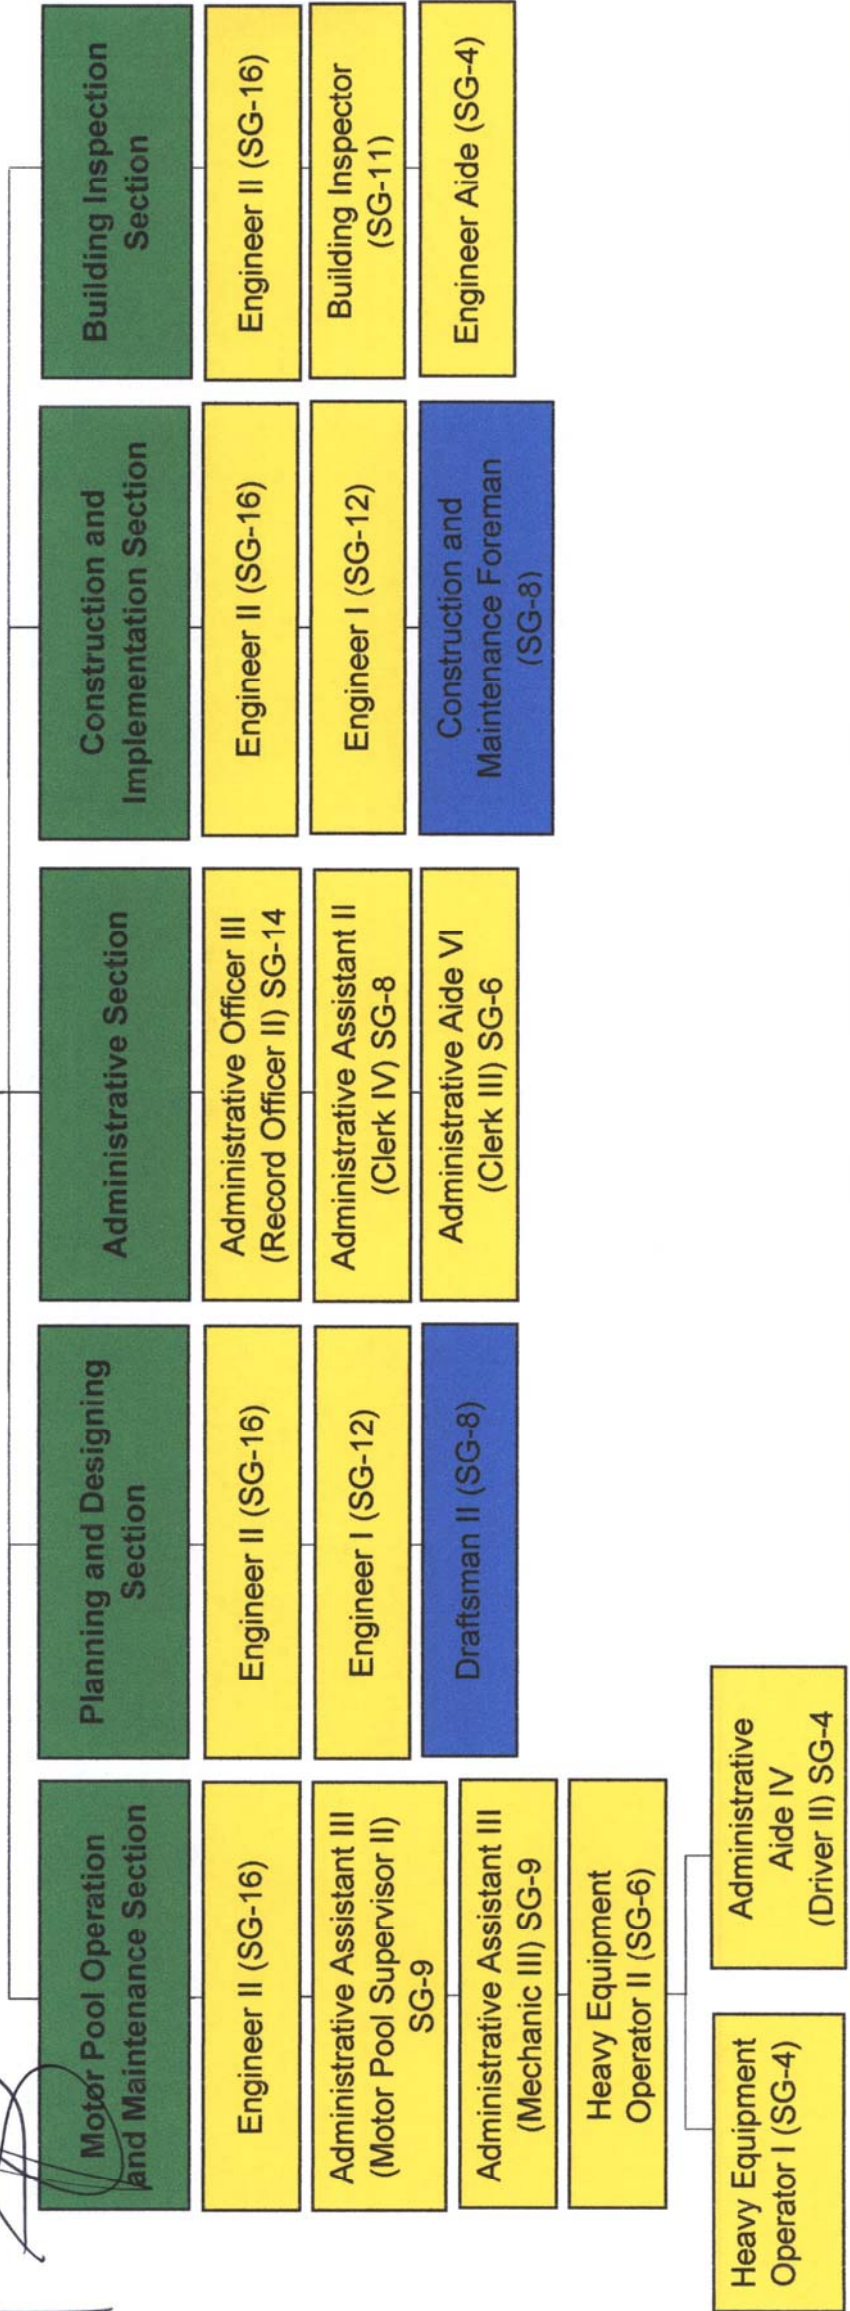 Motor Pool Operation
and Maintenance Section
Engineer II (SG-16)
Administrative Assistant III
(Motor Pool Supervisor II)
SG-9
Administrative Assistant III
(Mechanic III) SG-9
Heavy Equipment
Operator II (SG-6)
Heavy Equipment
Operator I (SG-4)
Administrative
Aide IV
(Driver II) SG-4
Planning and Designing
Section
Engineer II (SG-16)
Engineer I (SG-12)
Draftsman II (SG-8)
Administrative Section
Administrative Officer III
(Record Officer II) SG-14
Administrative Assistant II
(Clerk IV) SG-8
Administrative Aide VI
(Clerk III) SG-6
Construction and
Implementation Section
Engineer II (SG-16)
Engineer I (SG-12)
Construction and
Maintenance Foreman
(SG-8)
Building Inspection
Section
Engineer II (SG-16)
Building Inspector
(SG-11)
Engineer Aide (SG-4)